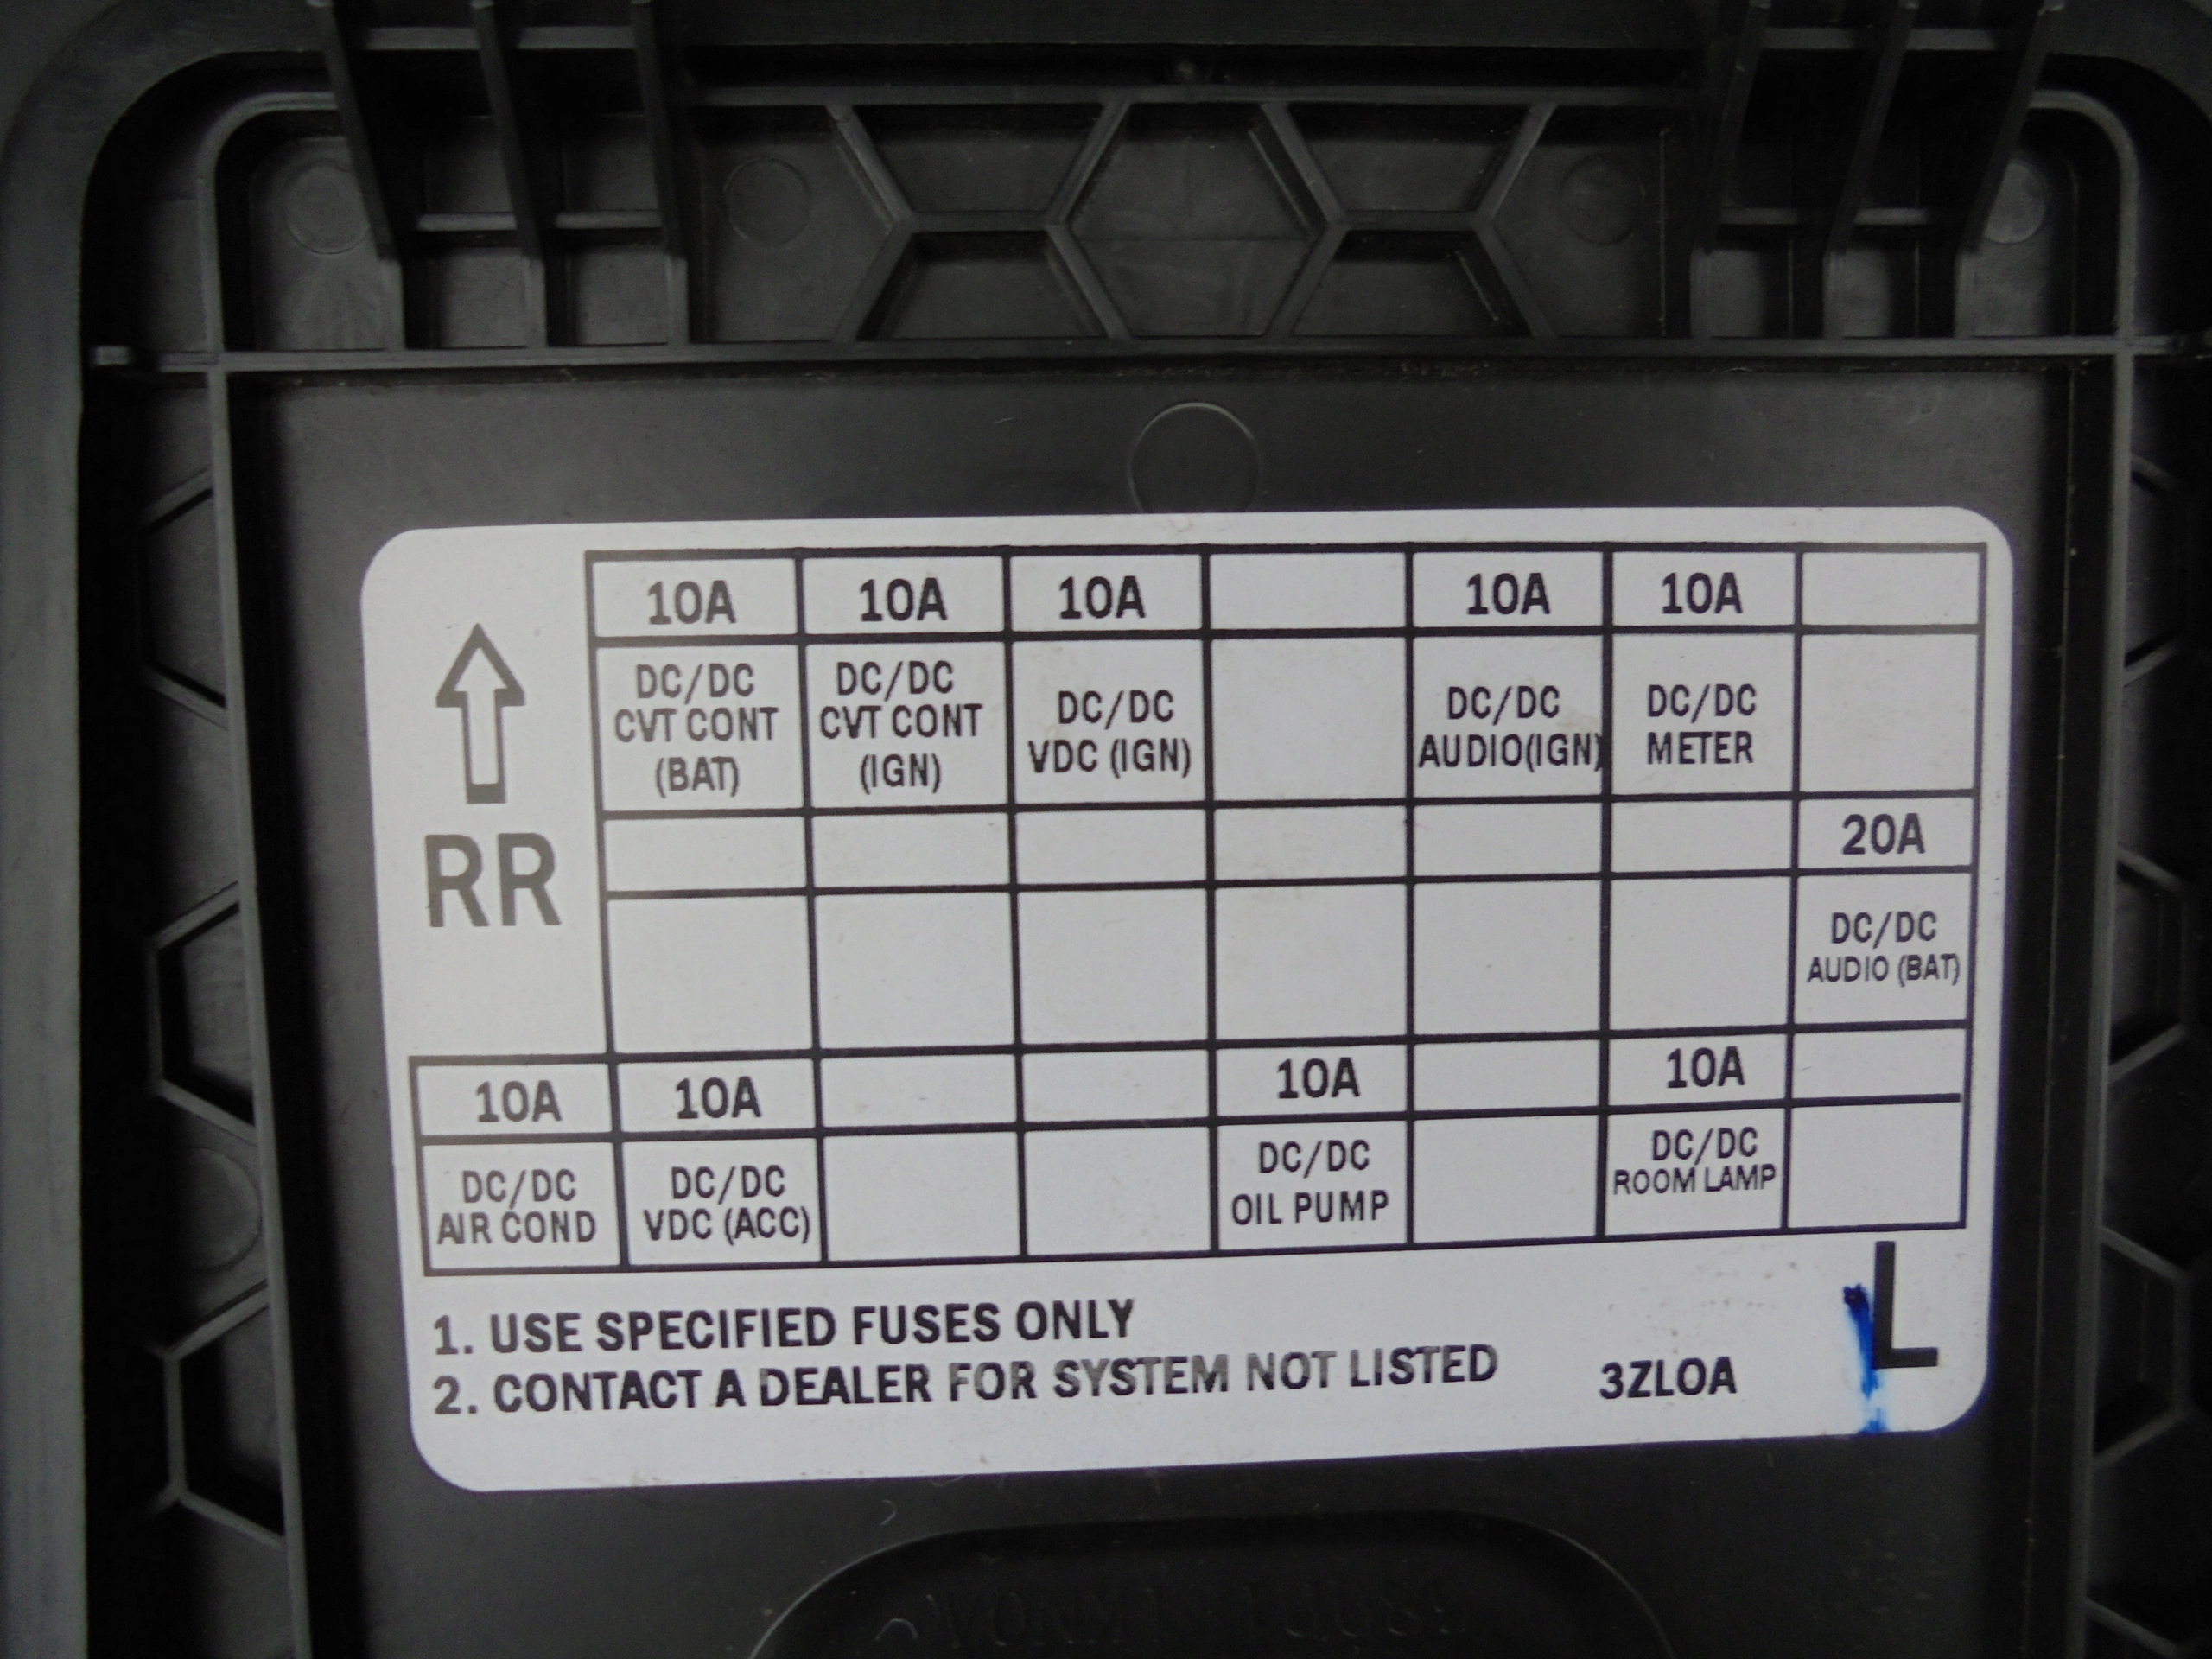 10A 10A 10A 10A 10A
DC/DC CVT CONT (BAT)
DC/DC CVT CONT (IGN)
DC/DC VDC (IGN)
DC/DC AUDIO(IGN)
DC/DC METER
RR
20A
DC/DC
AUDIO (BAT)
10A 10A 10A 10A
DC/DC AIR COND
DC/DC VDC (ACC)
DC/DC OIL PUMP
DC/DC ROOM LAMP
1. USE SPECIFIED FUSES ONLY
2. CONTACT A DEALER FOR SYSTEM NOT LISTED
3ZLOA
L